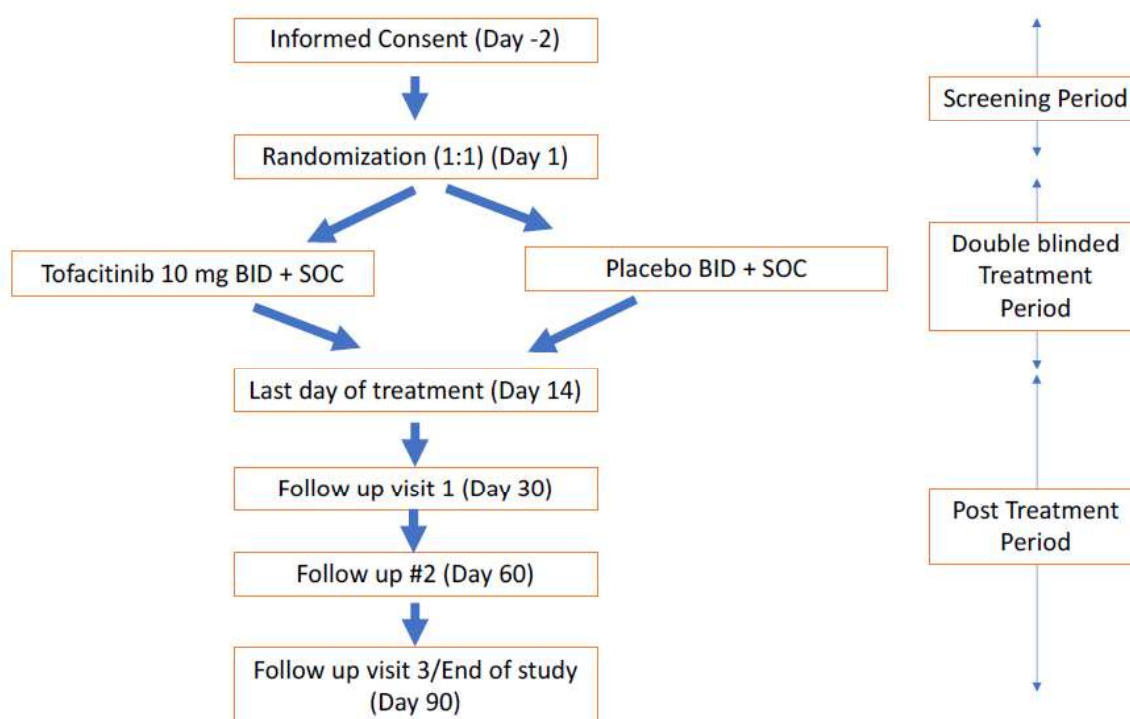 Informed Consent (Day -2)
Screening Period
Randomization (1:1) (Day 1)
Tofacitinib 10 mg BID + SOC
Placebo BID + SOC
Double blinded
Treatment
Period
Last day of treatment (Day 14)
Follow up visit 1 (Day 30)
Post Treatment
Period
Follow up #2 (Day 60)
Follow up visit 3/End of study
(Day 90)